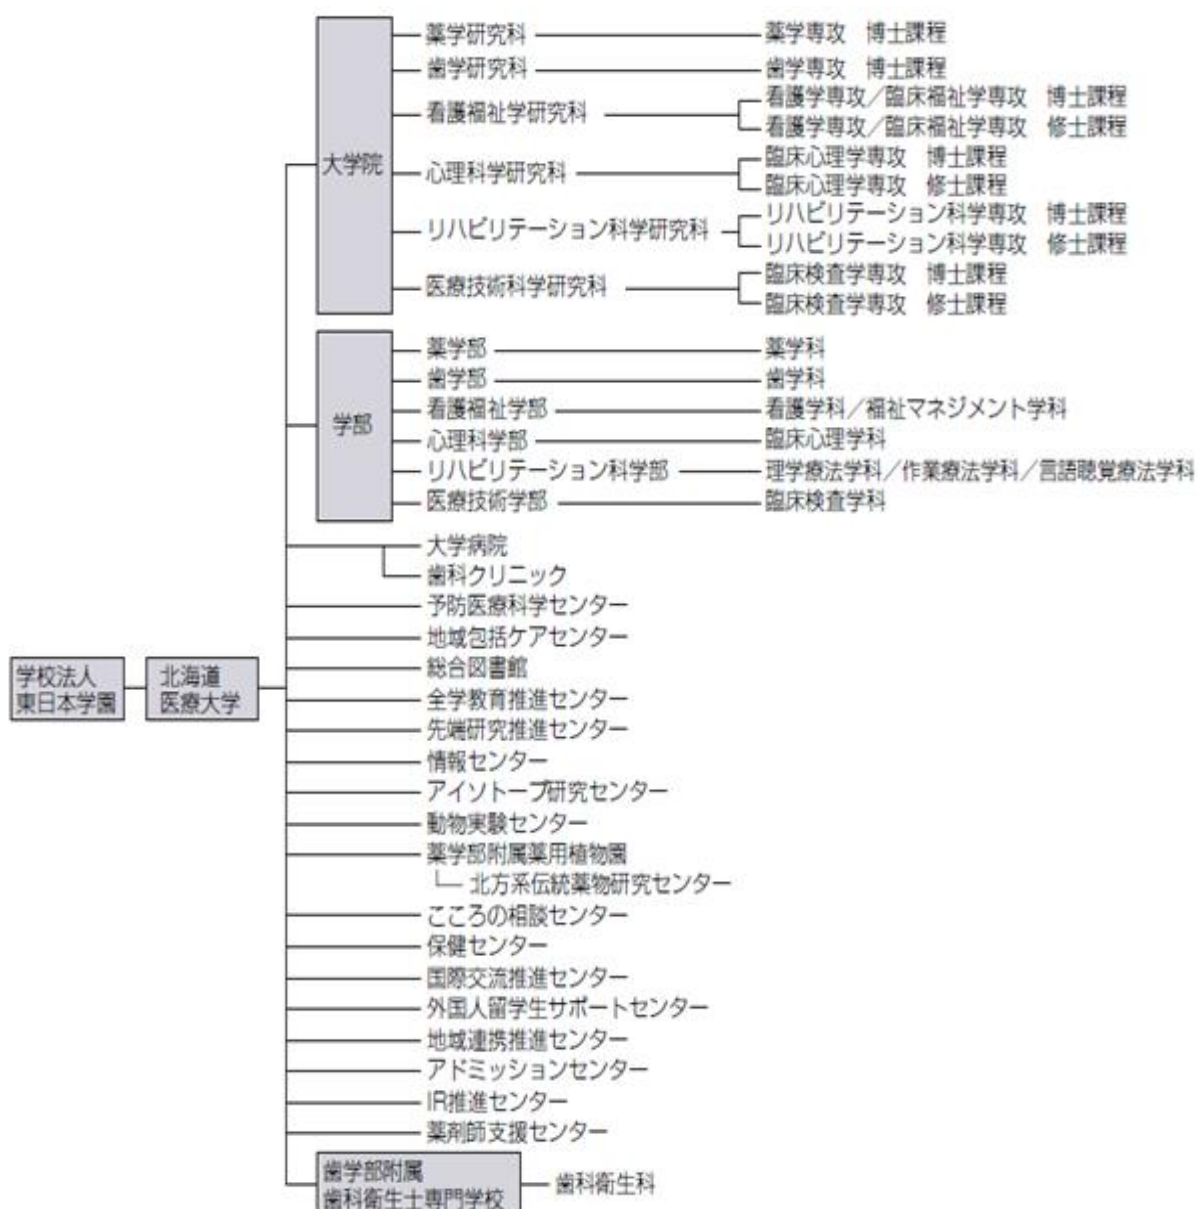 大学院
薬学研究科 薬学専攻 博士課程
歯学研究科 歯学専攻 博士課程
看護福祉学研究科 看護学専攻/臨床福祉学専攻 博士課程
看護学専攻/臨床福祉学専攻 修士課程
心理科学研究科 臨床心理学専攻 博士課程
臨床心理学専攻 修士課程
リハビリテーション科学研究科 リハビリテーション科学専攻 博士課程
リハビリテーション科学専攻 修士課程
医療技術科学研究科 臨床検査学専攻 博士課程
臨床検査学専攻 修士課程
学部
薬学部 薬学科
歯学部 歯学科
看護福祉学部 看護学科/福祉マネジメント学科
心理科学部 臨床心理学科
リハビリテーション科学部 理学療法学科/作業療法学科/言語聴覚療法学科
医療技術学部 臨床検査学科
大学病院
歯科クリニック
予防医療科学センター
地域包括ケアセンター
学校法人
東日本学園
北海道
医療大学
総合図書館
全学教育推進センター
先端研究推進センター
情報センター
アイソトープ研究センター
動物実験センター
薬学部附属薬用植物園
北方系伝統薬物研究センター
こころの相談センター
保健センター
国際交流推進センター
外国人留学生サポートセンター
地域連携推進センター
アドミッションセンター
IR推進センター
薬剤師支援センター
歯学部附属
歯科衛生士専門学校
歯科衛生科